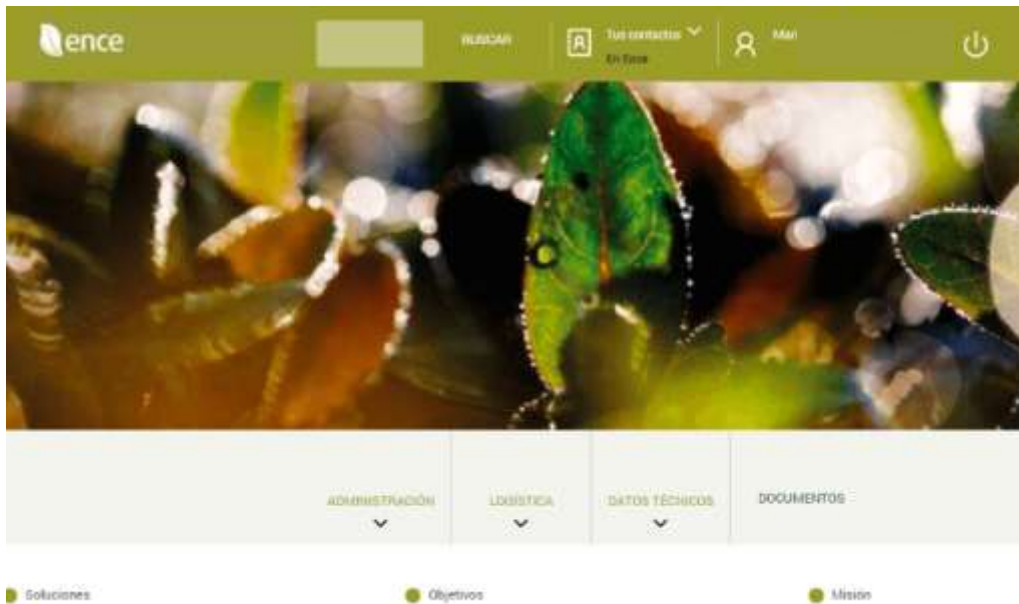 ence
BUSCAR
Tus contactos
En Ence
Mari
ADMINISTRACIÓN
LOGÍSTICA
DATOS TÉCNICOS
DOCUMENTOS
Soluciones
Objetivos
Misión